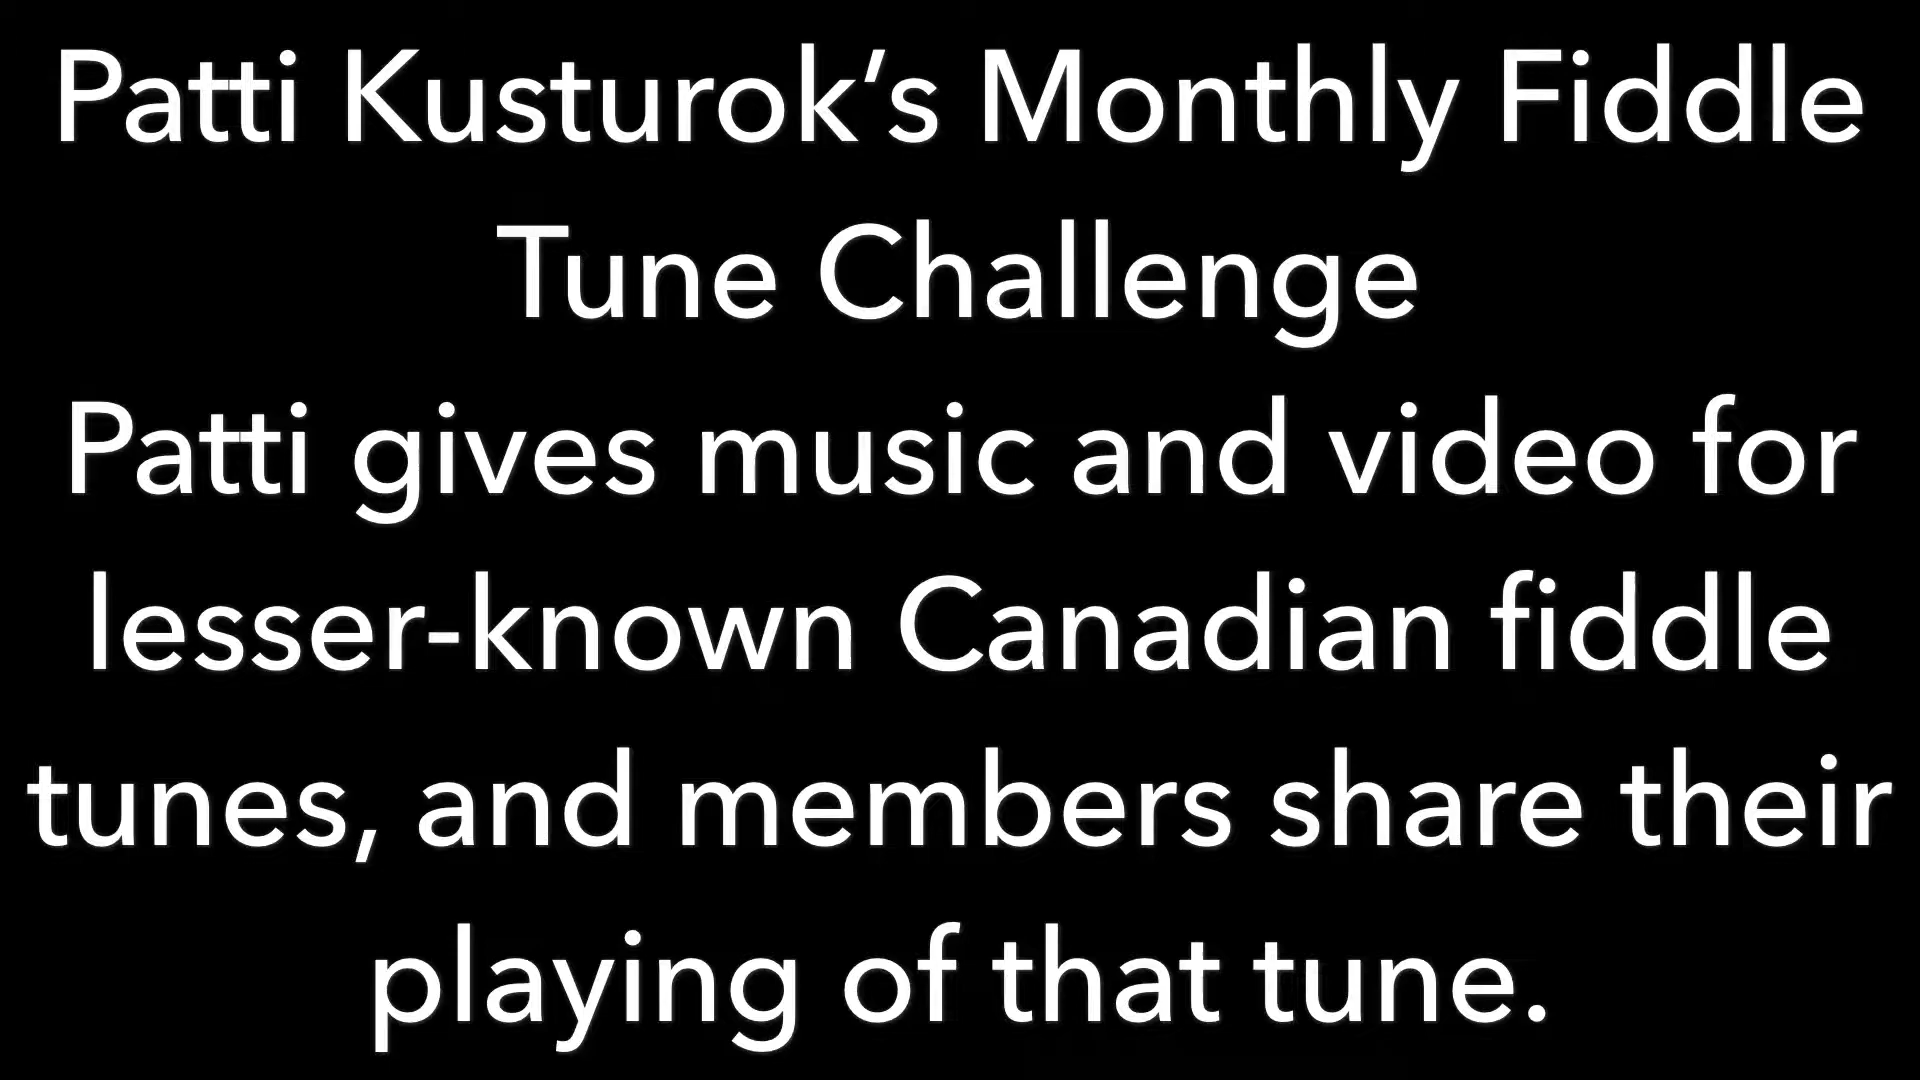 Patti Kusturok’s Monthly Fiddle
Tune Challenge
Patti gives music and video for
lesser-known Canadian fiddle
tunes, and members share their
playing of that tune.